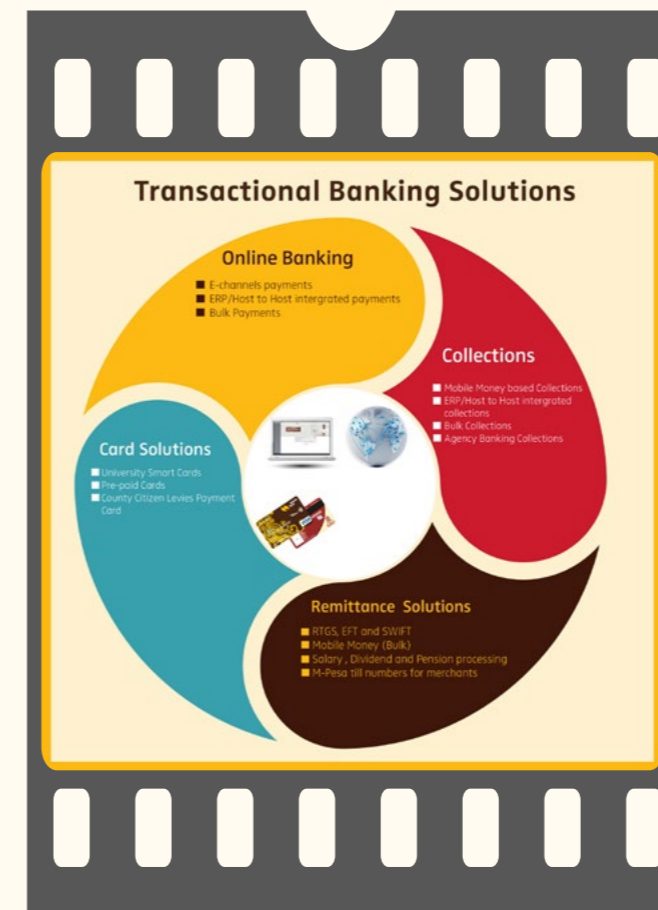 Transactional Banking Solutions
Online Banking
E-channels payments
ERP/Host to Host intergrated payments
Bulk Payments
Collections
Mobile Money based Collections
ERP/Host to Host intergrated
collections
Bulk Collections
Agency Banking Collections
Card Solutions
University Smart Cards
Pre-paid Cards
County Citizen Levies Payment
Card
Remittance Solutions
RTGS, EFT and SWIFT
Mobile Money (Bulk)
Salary , Dividend and Pension processing
M-Pesa till numbers for merchants